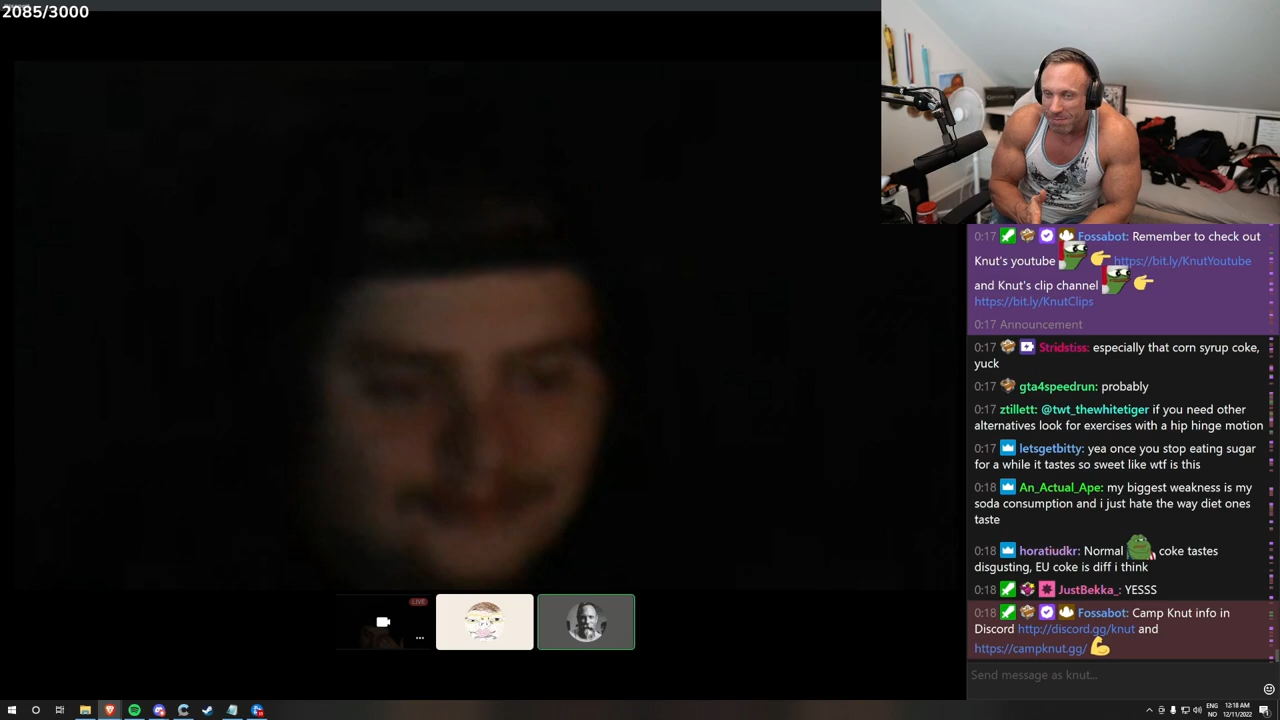 2085/3000
0:17 Fossabot: Remember to check out
Knut's youtube https://bit.ly/KnutYoutube
and Knut's clip channel
https://bit.ly/KnutClips
0:17 Announcement
0:17 Stridstiss: especially that corn syrup coke,
yuck
0:17 gta4speedrun: probably
0:17 ztillett: @twt_thewhitetiger if you need other
alternatives look for exercises with a hip hinge motion
0:17 letsgetbitty: yea once you stop eating sugar
for a while it tastes so sweet like wtf is this
0:18 An_Actual_Ape: my biggest weakness is my
soda consumption and i just hate the way diet ones
taste
0:18 horatiudkr: Normal coke tastes
disgusting, EU coke is diff i think
0:18 JustBekka_: YESSS
0:18 Fossabot: Camp Knut info in
Discord http://discord.gg/knut and
https://campknut.gg/
Send message as knut...
LIVE
ENG
NO
12:18 AM
12/11/2022